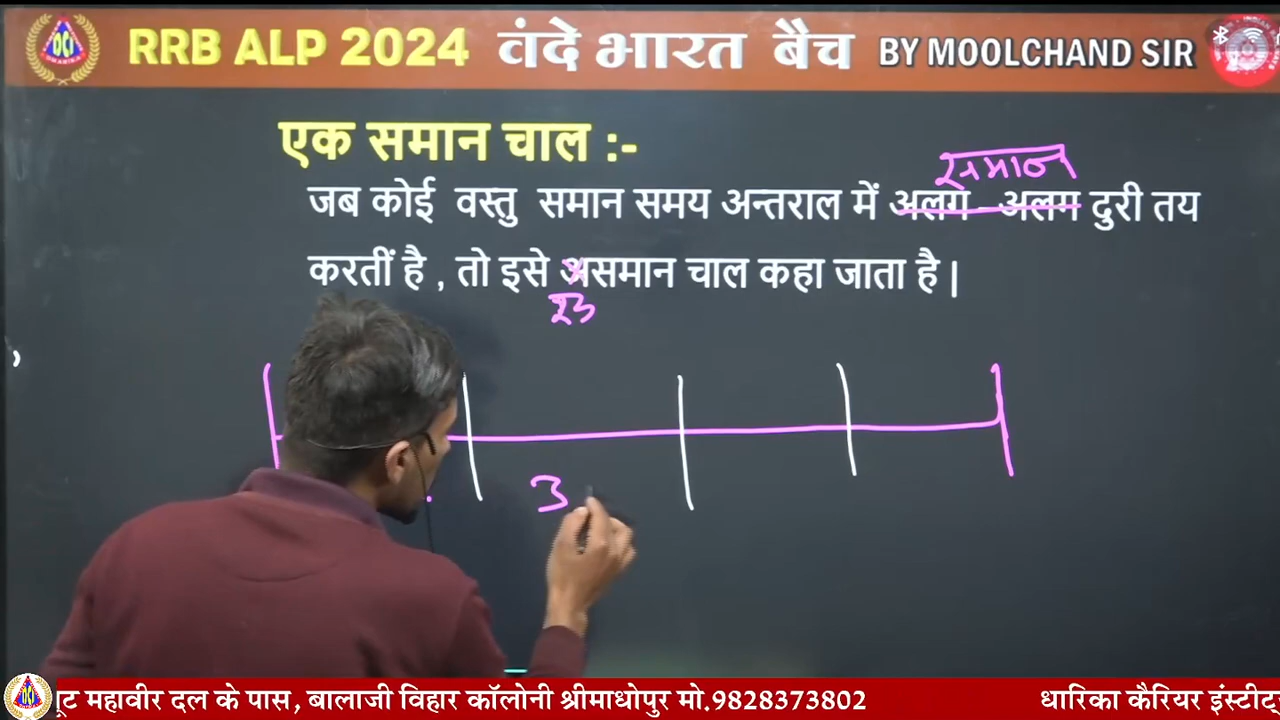 DCI
RRB ALP 2024 वंदे भारत बैच BY MOOLCHAND SIR
एक समान चाल :-
समान
जब कोई वस्तु समान समय अन्तराल में अलग - अलग दुरी तय
करतीं है , तो इसे असमान चाल कहा जाता है |
3
महावीर दल के पास, बालाजी विहार कॉलोनी श्रीमाधोपुर मो.9828373802 धारिका कैरियर